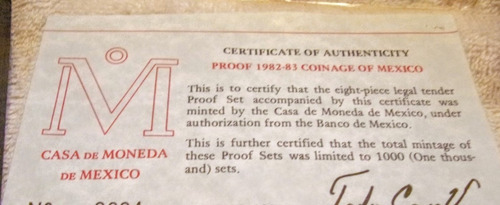 CERTIFICATE OF AUTHENTICITY
PROOF 1982-83 COINAGE OF MEXICO
This is to certify that the eight-piece legal tender
Proof Set accompanied by this certificate was
minted by the Casa de Moneda de Mexico, under
authorization from the Banco de Mexico.
This is further certified that the total mintage of
these Proof Sets was limited to 1000 (One thous-
and) sets.
M
CASA DE MONEDA
DE MEXICO